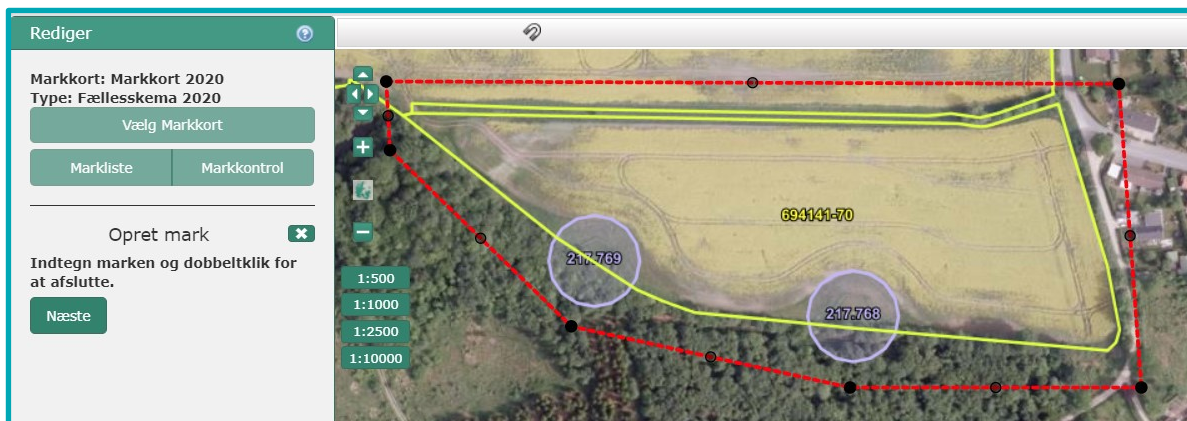 Rediger
Markkort: Markkort 2020
Type: Fællesskema 2020
Vælg Markkort
Markliste
Markkontrol
Opret mark
Indtegn marken og dobbeltklik for
at afslutte.
Næste
1:500
1:1000
1:2500
1:10000
694141-70
217.769
217.768